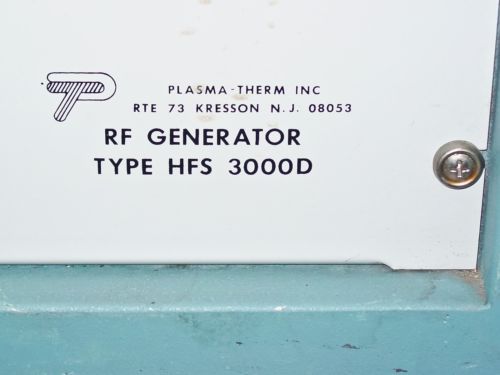 PLASMA-THERM INC
RTE 73 KRESSON N.J. 08053
RF GENERATOR
TYPE HFS 3000D